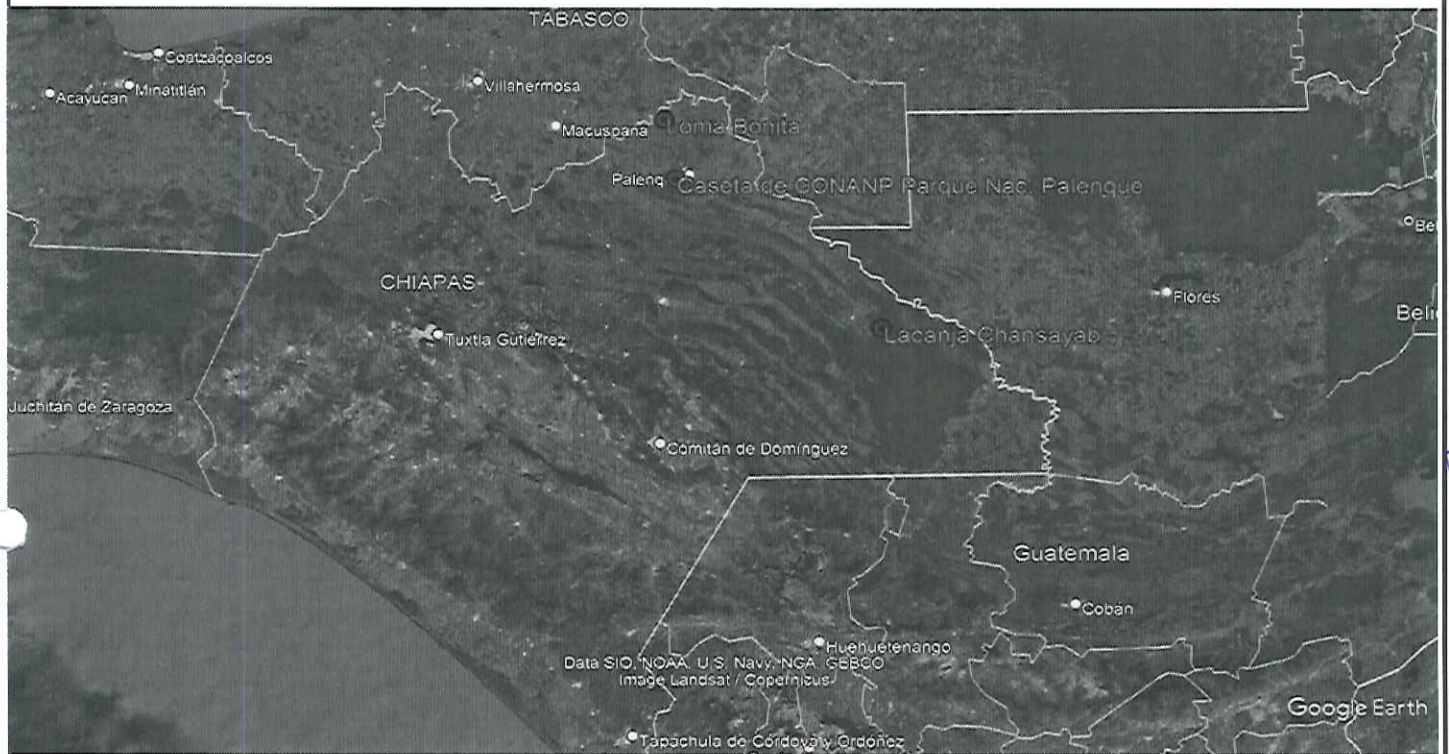 TABASCO
Coatzacoalcos
Acayucan
Minatitlán
Villahermosa
Macuspana
Loma Bonita
Palenq
Caseta de CONANP Parque Nac. Palenque
Bel
CHIAPAS
Flores
Beli
Tuxtla Gutiérrez
Lacanja Chansayab
Juchitán de Zaragoza
Comitán de Domínguez
Guatemala
Cobán
Huehuetenango
Data SIO, NOAA, U.S. Navy, NGA, GEBCO
Image Landsat / Copernicus
Google Earth
Tapachula de Córdova y Ordóñez